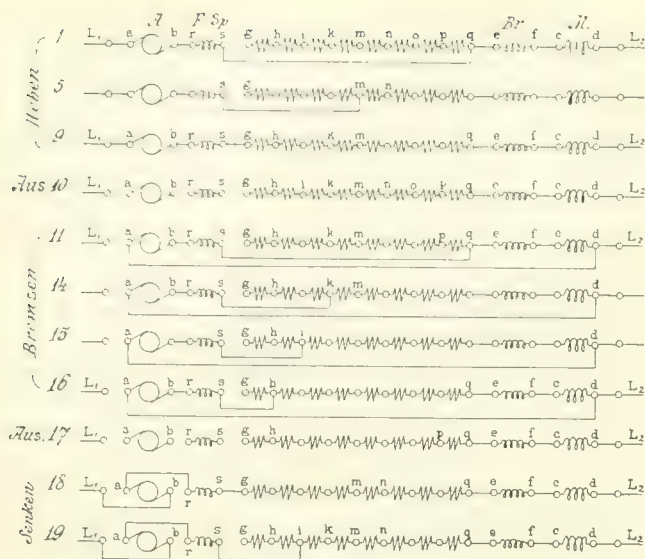 A F Sp Br M.
Heben
1 L₁ a b r s g h i k m n o p q e f c d L₂
5 s g m n
9 L₁ a b r s g h i k m q e f c d L₂
Aus 10 L₁ a b r s g h i k m n o p q e f c d L₂
Bremsen
11 L₁ a b r s g h k m p q e f c d L₂
14 a b r s g h k m d
15 a b r s g h i d
16 L₁ a b r s g h q e f c d L₂
Aus. 17 L₁ a b r s g h p q e f c d L₂
Senken
18 L₁ a b r s g m n q e f c d L₂
19 L₁ a b r s g h i k m n q e f c d L₂